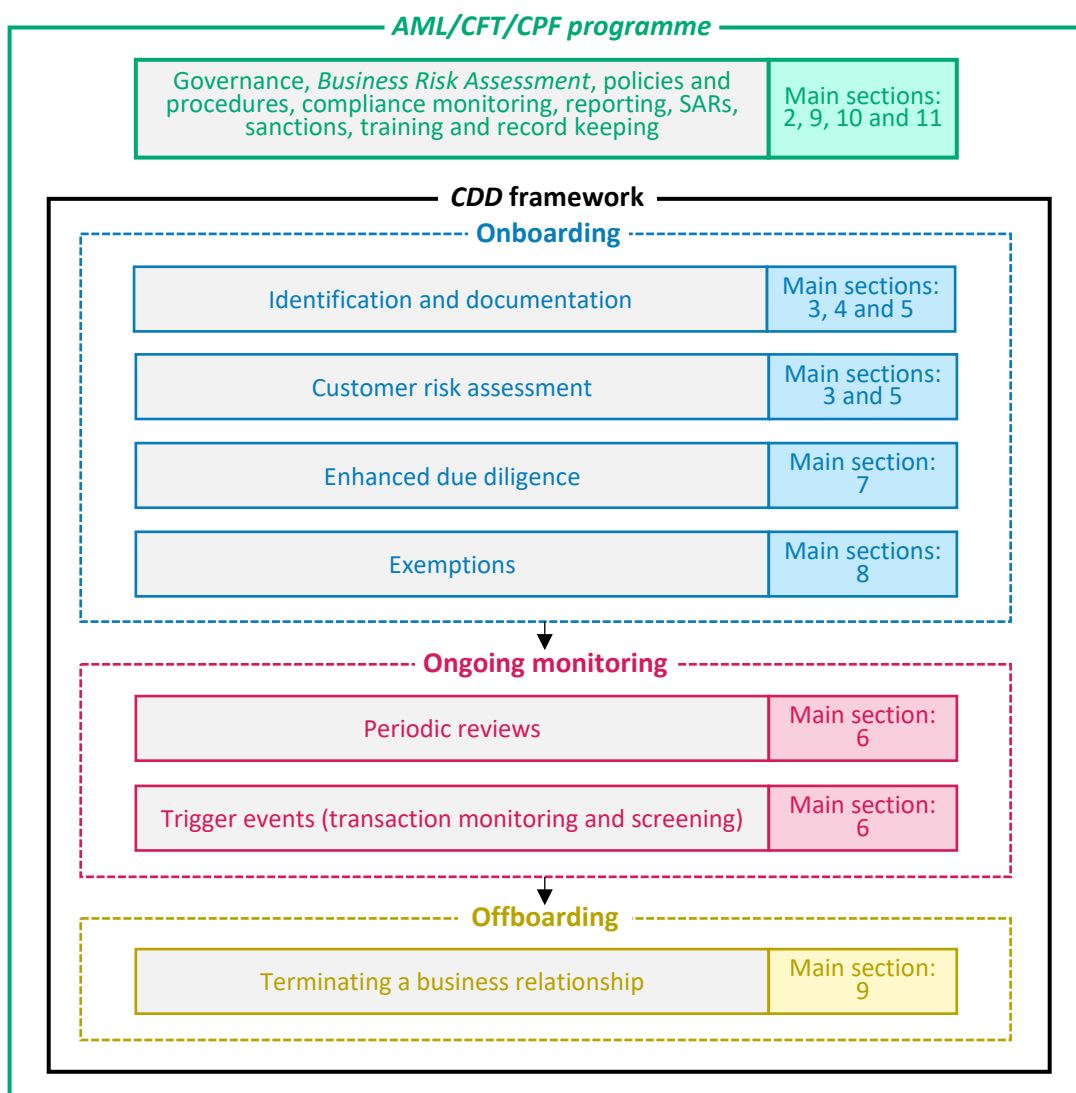 AML/CFT/CPF programme
Governance, Business Risk Assessment, policies and
procedures, compliance monitoring, reporting, SARs,
sanctions, training and record keeping
Main sections:
2, 9, 10 and 11
CDD framework
Onboarding
Identification and documentation
Main sections:
3, 4 and 5
Customer risk assessment
Main sections:
3 and 5
Enhanced due diligence
Main section:
7
Exemptions
Main sections:
8
Ongoing monitoring
Periodic reviews
Main section:
6
Trigger events (transaction monitoring and screening)
Main section:
6
Offboarding
Terminating a business relationship
Main section:
9